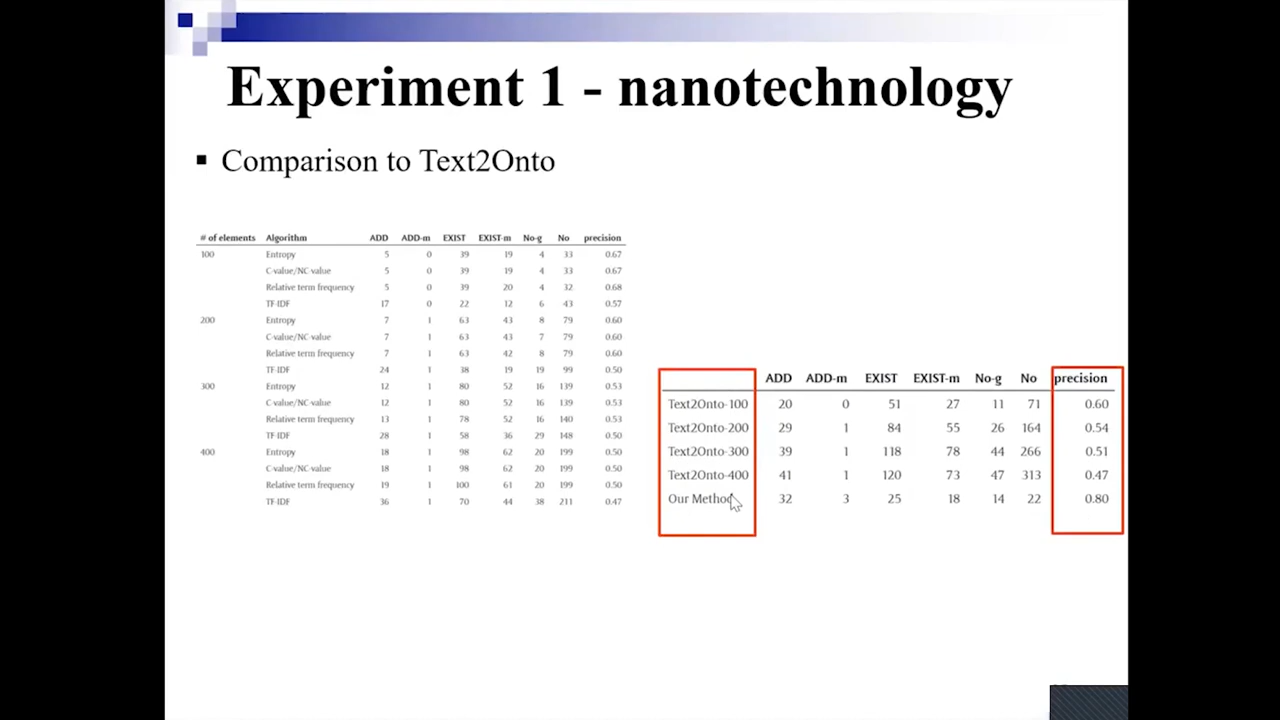 Experiment 1 - nanotechnology
▪ Comparison to Text2Onto
# of elements Algorithm ADD ADD-m EXIST EXIST-m No-g No precision
100 Entropy 5 0 39 19 4 33 0.67
C-value/NC-value 5 0 39 19 4 33 0.67
Relative term frequency 5 0 39 20 4 32 0.68
TF-IDF 17 0 22 12 6 43 0.57
200 Entropy 7 1 63 43 8 79 0.60
C-value/NC-value 7 1 63 43 7 79 0.60
Relative term frequency 7 1 63 42 8 79 0.60
TF-IDF 24 1 38 19 19 99 0.50
300 Entropy 12 1 80 52 16 139 0.53
C-value/NC-value 12 1 80 52 16 139 0.53
Relative term frequency 13 1 78 52 16 140 0.53
TF-IDF 28 1 58 36 29 148 0.50
400 Entropy 18 1 98 62 20 199 0.50
C-value/NC-value 18 1 98 62 20 199 0.50
Relative term frequency 19 1 100 61 20 199 0.50
TF-IDF 36 1 70 44 38 211 0.47
ADD ADD-m EXIST EXIST-m No-g No precision
Text2Onto-100 20 0 51 27 11 71 0.60
Text2Onto-200 29 1 84 55 26 164 0.54
Text2Onto-300 39 1 118 78 44 266 0.51
Text2Onto-400 41 1 120 73 47 313 0.47
Our Method 32 3 25 18 14 22 0.80